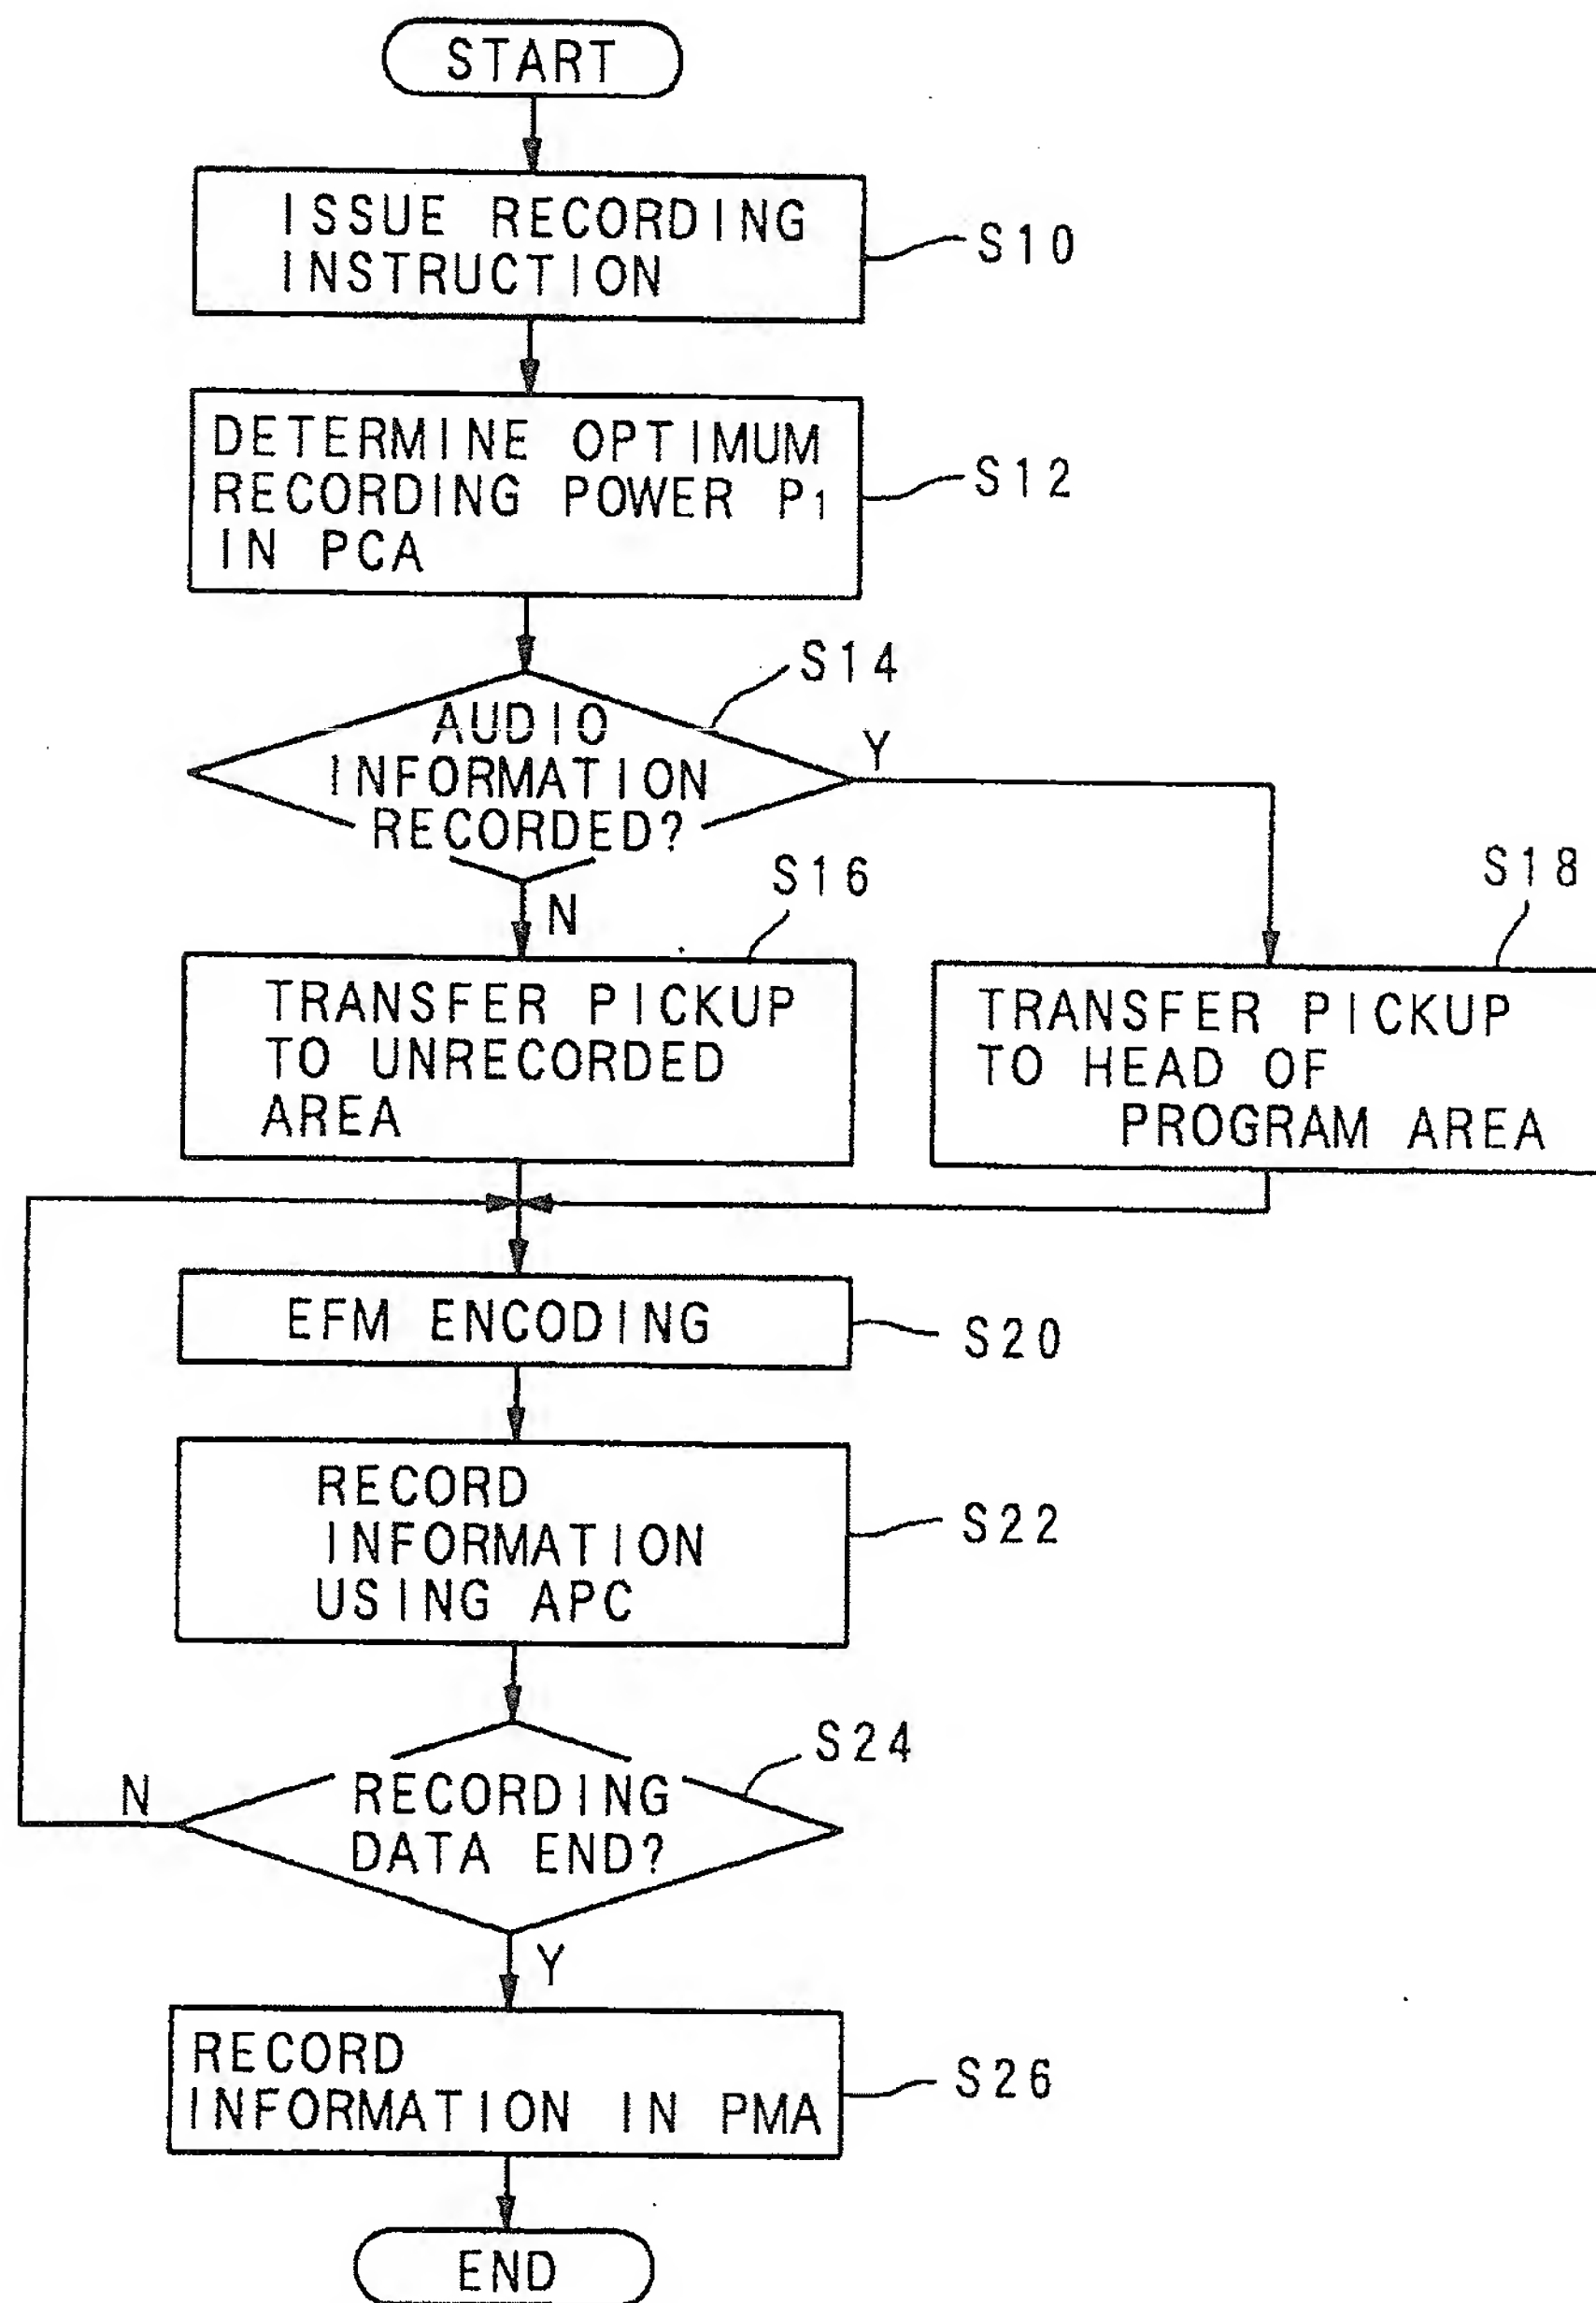 START
ISSUE RECORDING
INSTRUCTION
S10
DETERMINE OPTIMUM
RECORDING POWER P1
IN PCA
S12
S14
AUDIO
INFORMATION
RECORDED?
Y
N
S16
TRANSFER PICKUP
TO UNRECORDED
AREA
S18
TRANSFER PICKUP
TO HEAD OF
PROGRAM AREA
EFM ENCODING
S20
RECORD
INFORMATION
USING APC
S22
S24
RECORDING
DATA END?
N
Y
RECORD
INFORMATION IN PMA
S26
END